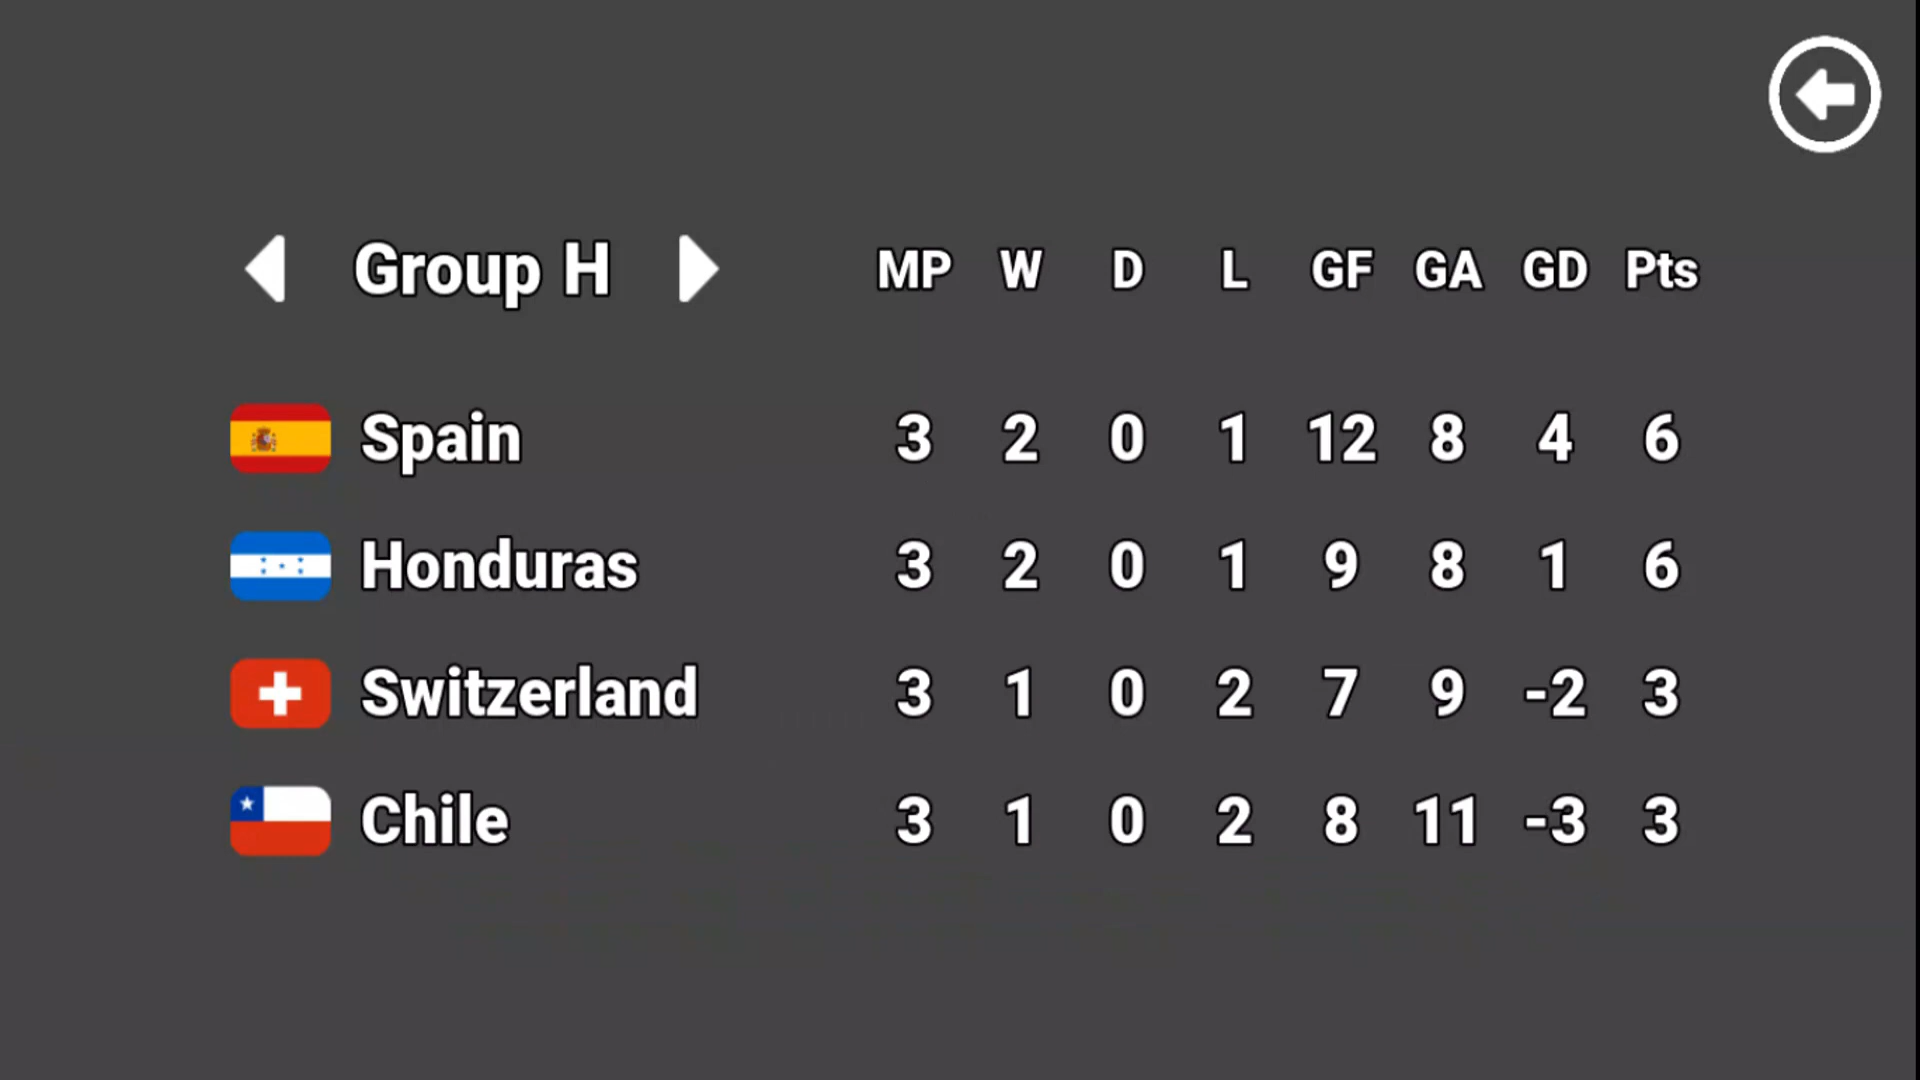 Group H MP W D L GF GA GD Pts
Spain 3 2 0 1 12 8 4 6
Honduras 3 2 0 1 9 8 1 6
Switzerland 3 1 0 2 7 9 -2 3
Chile 3 1 0 2 8 11 -3 3